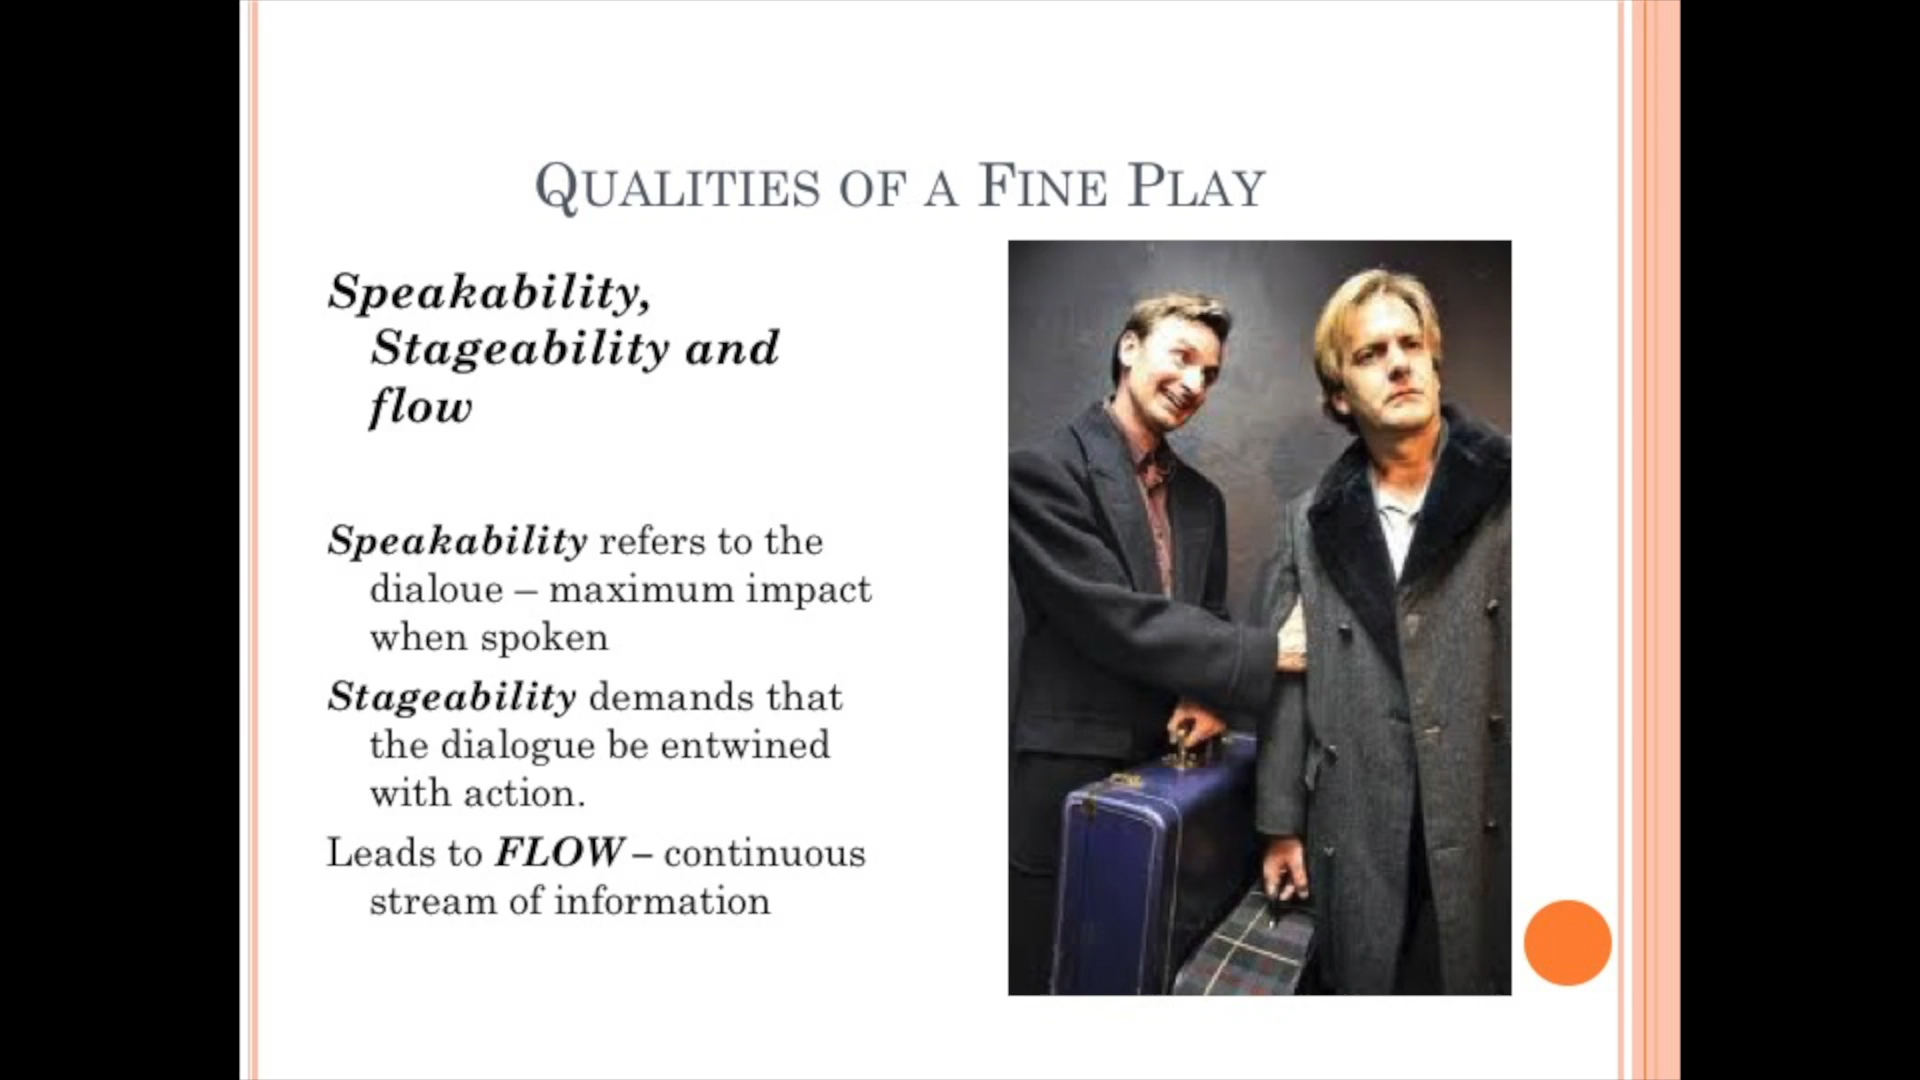 QUALITIES OF A FINE PLAY
Speakability,
Stageability and
flow
Speakability refers to the
dialoue – maximum impact
when spoken
Stageability demands that
the dialogue be entwined
with action.
Leads to FLOW – continuous
stream of information